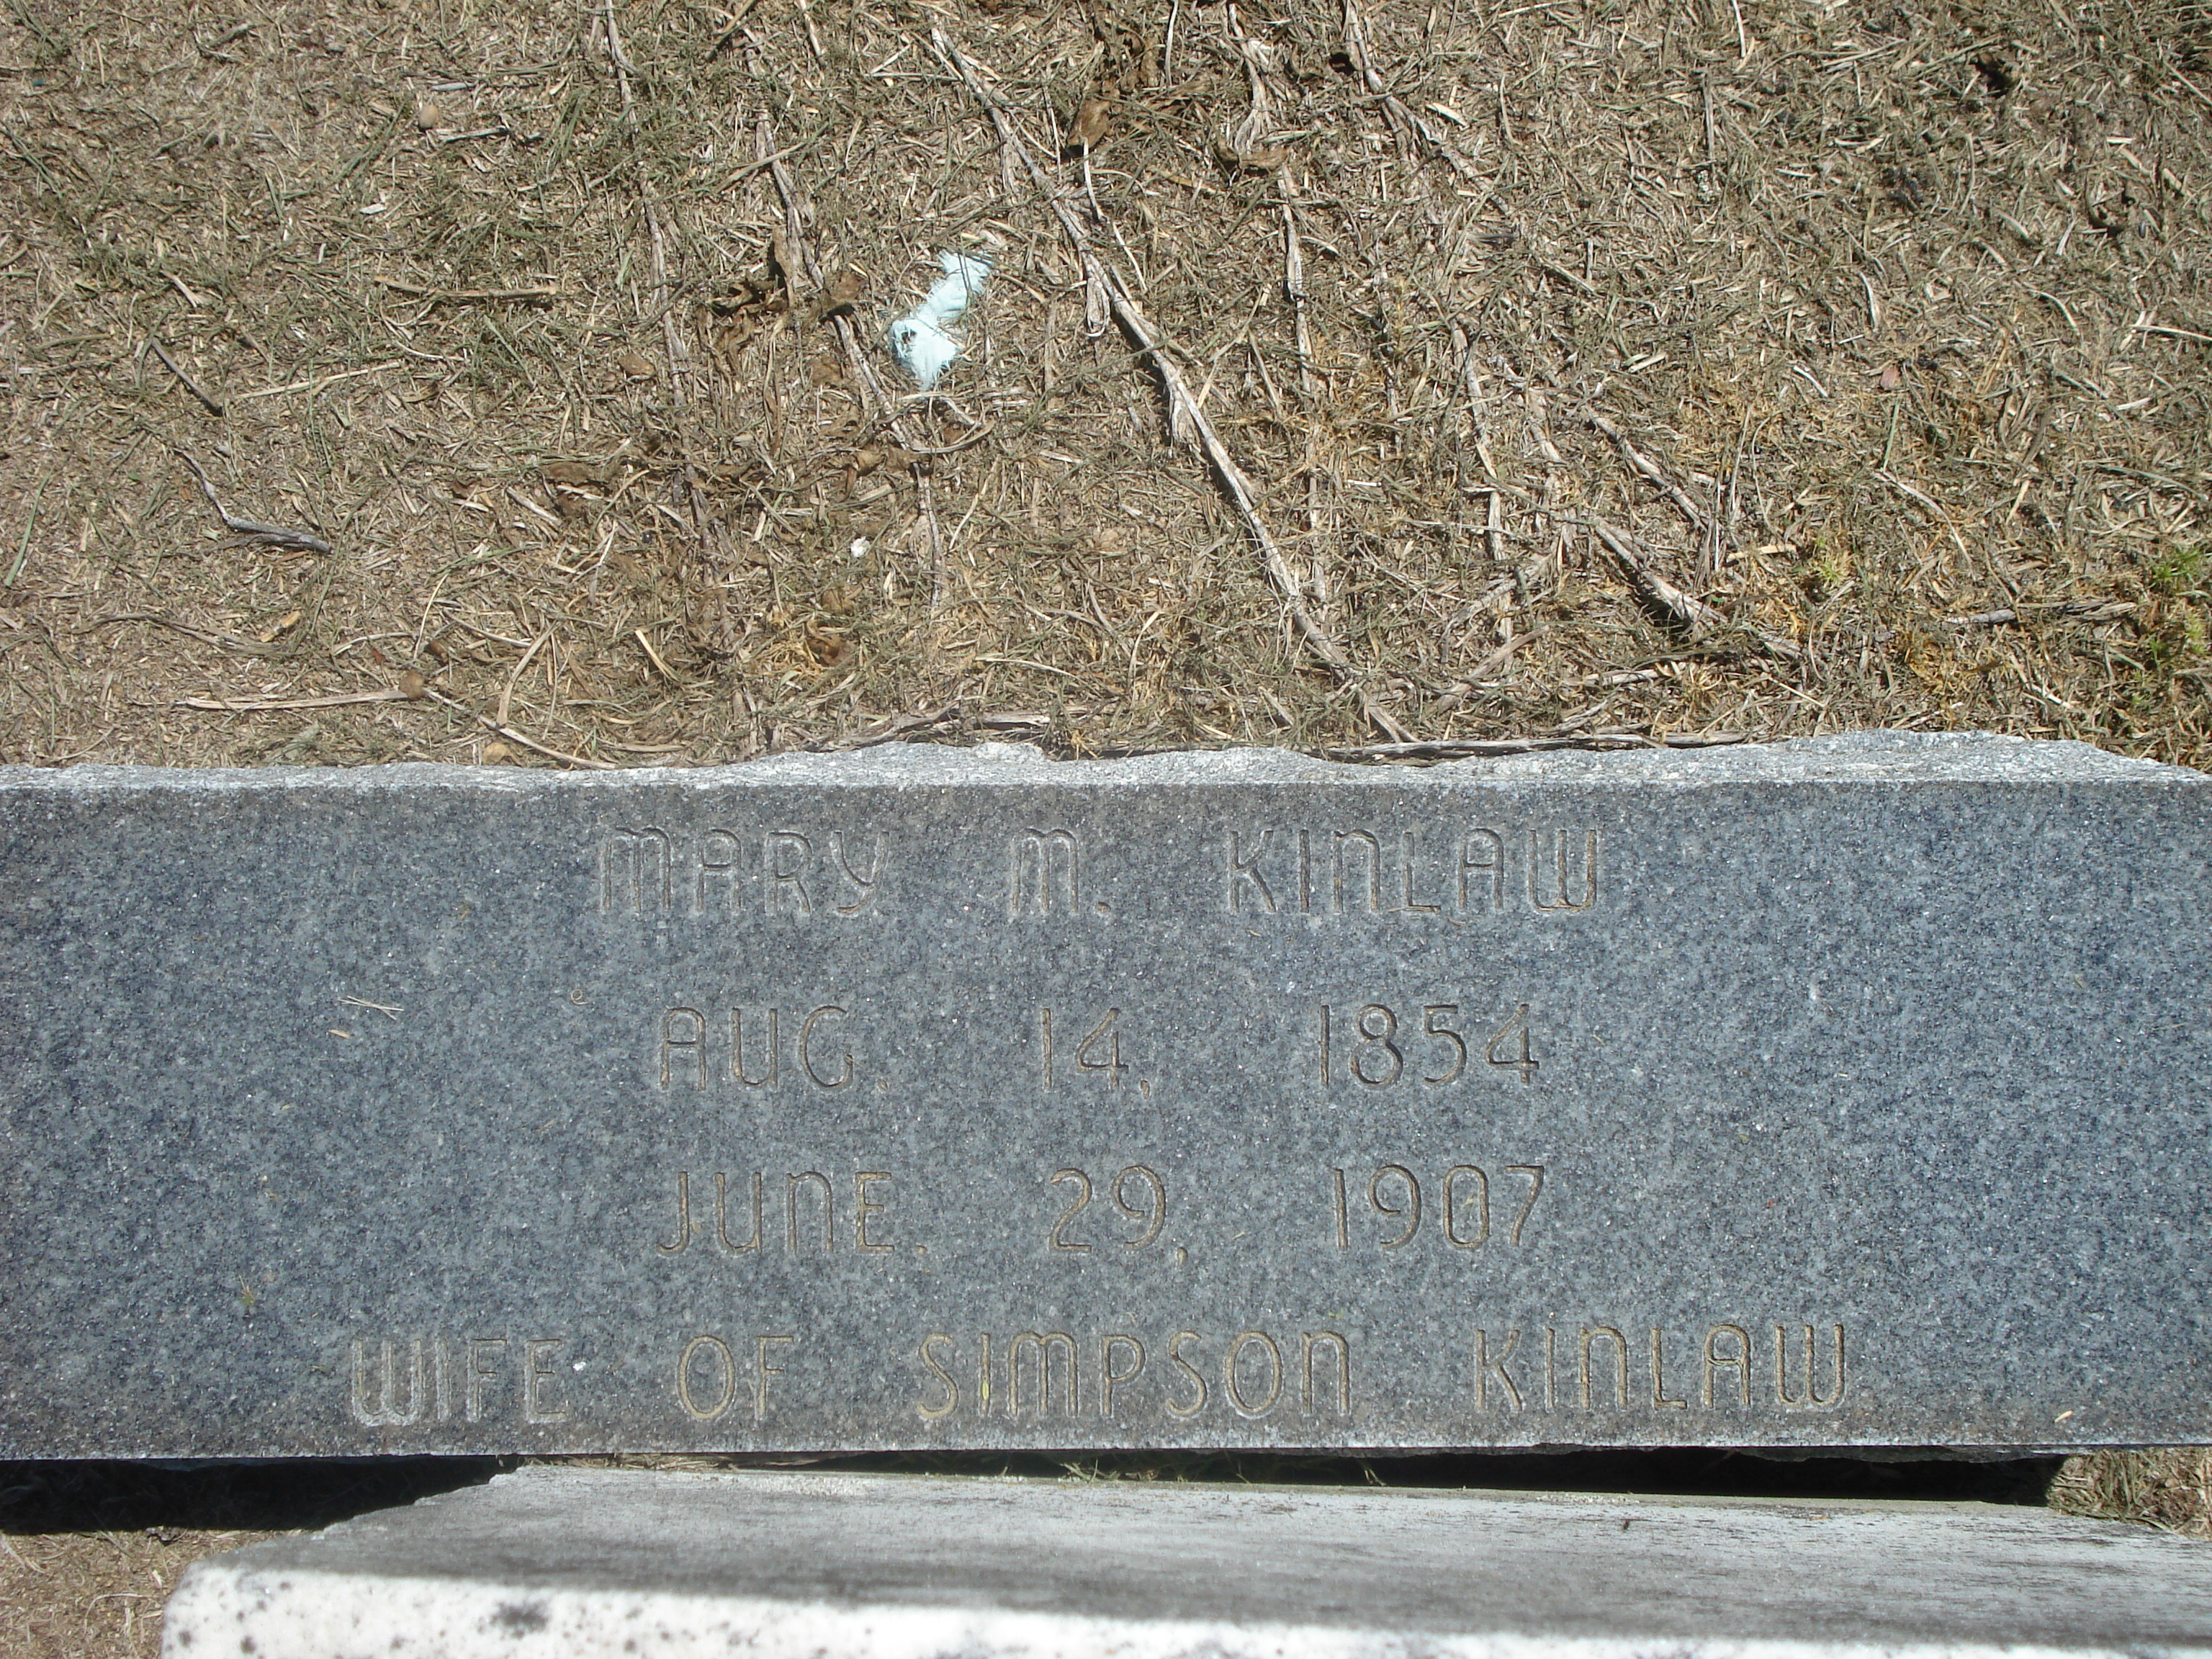 MARY M. KINLAW
AUG. 14, 1854
JUNE. 29, 1907
WIFE OF SIMPSON KINLAW